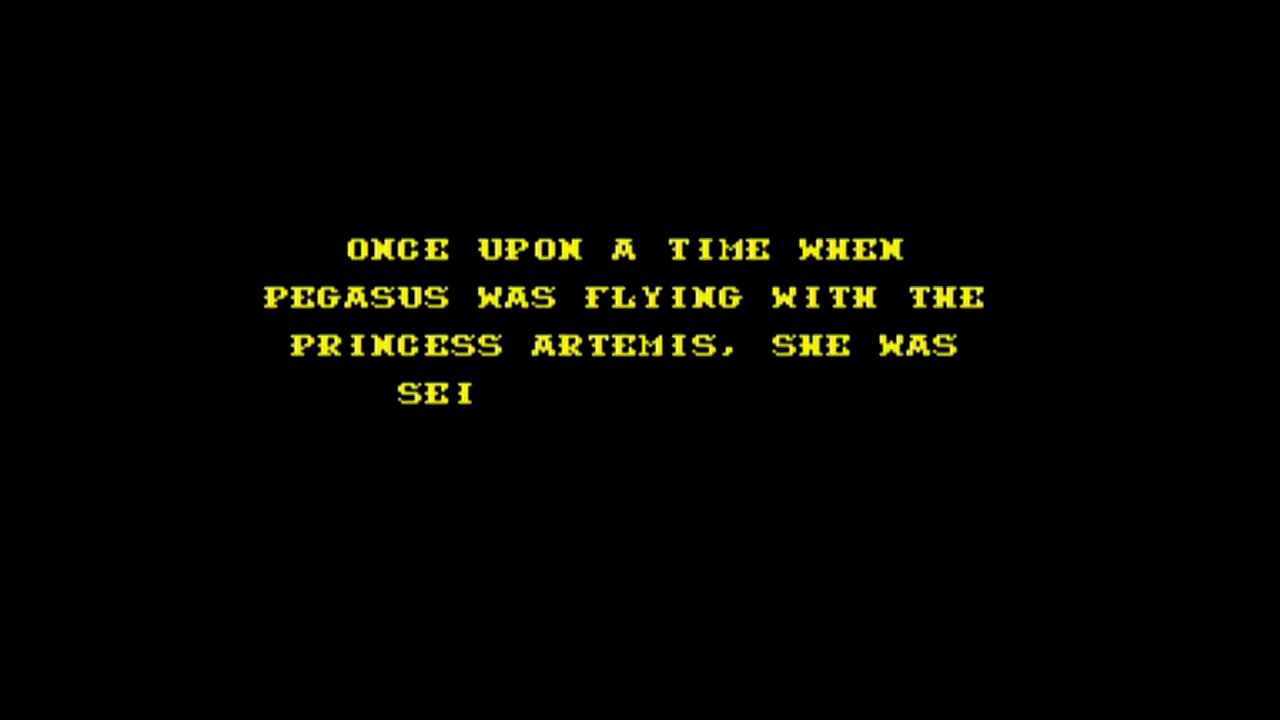 ONCE UPON A TIME WHEN
PEGASUS WAS FLYING WITH THE
PRINCESS ARTEMIS, SHE WAS
SEI